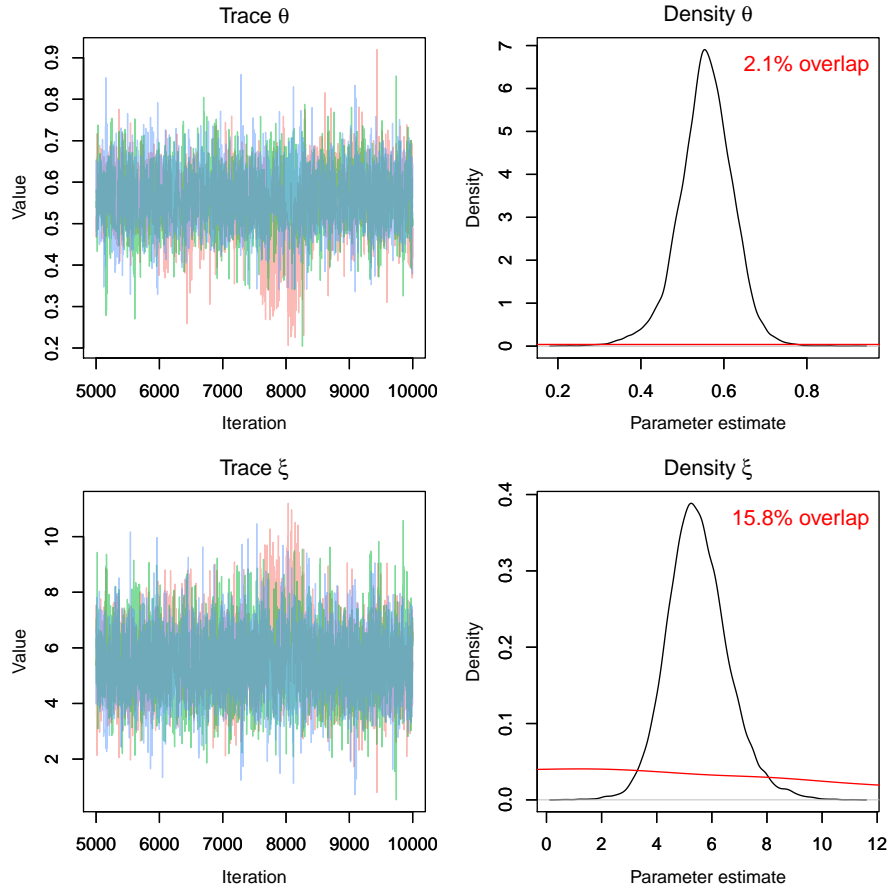 Trace θ
Value
0.2 0.3 0.4 0.5 0.6 0.7 0.8 0.9
5000 6000 7000 8000 9000 10000
Iteration
Density θ
2.1% overlap
Density
0 1 2 3 4 5 6 7
0.2 0.4 0.6 0.8
Parameter estimate
Trace ξ
Value
2 4 6 8 10
5000 6000 7000 8000 9000 10000
Iteration
Density ξ
15.8% overlap
Density
0.0 0.1 0.2 0.3 0.4
0 2 4 6 8 10 12
Parameter estimate